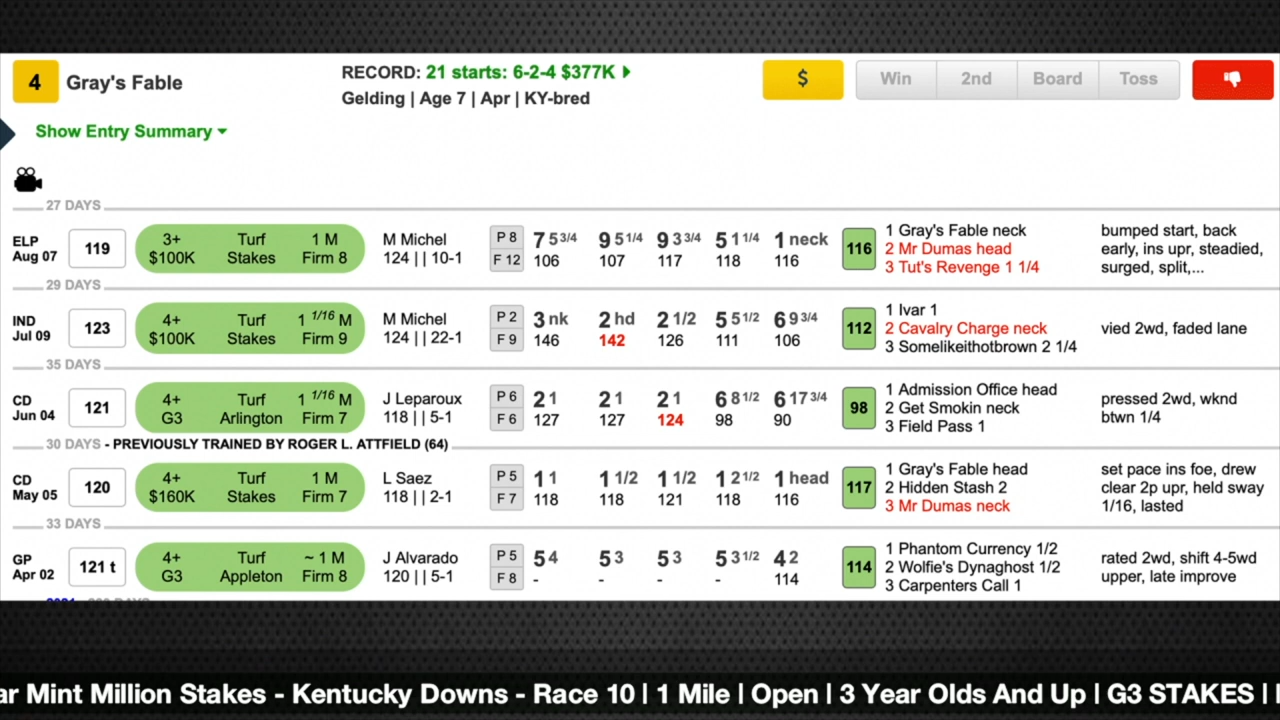 4 Gray's Fable
RECORD: 21 starts: 6-2-4 $377K
Gelding | Age 7 | Apr | KY-bred
$ Win 2nd Board Toss
Show Entry Summary
27 DAYS
ELP 119 3+ Turf 1 M M Michel P 8 7 5 3/4 9 5 1/4 9 3 3/4 5 1 1/4 1 neck 116 1 Gray's Fable neck bumped start, back
Aug 07 $100K Stakes Firm 8 124 | | 10-1 F 12 106 107 117 118 116 2 Mr Dumas head early, ins upr, steadied,
3 Tut's Revenge 1 1/4 surged, split,...
29 DAYS
IND 123 4+ Turf 1 1/16 M M Michel P 2 3 nk 2 hd 2 1/2 5 5 1/2 6 9 3/4 112 1 Ivar 1
Jul 09 $100K Stakes Firm 9 124 | | 22-1 F 9 146 142 126 111 106 2 Cavalry Charge neck vied 2wd, faded lane
3 Somelikeithotbrown 2 1/4
35 DAYS
CD 121 4+ Turf 1 1/16 M J Leparoux P 6 2 1 2 1 2 1 6 8 1/2 6 17 3/4 98 1 Admission Office head pressed 2wd, wknd
Jun 04 G3 Arlington Firm 7 118 | | 5-1 F 6 127 127 124 98 90 2 Get Smokin neck btwn 1/4
3 Field Pass 1
30 DAYS - PREVIOUSLY TRAINED BY ROGER L. ATTFIELD (64)
CD 120 4+ Turf 1 M L Saez P 5 1 1 1 1/2 1 1/2 1 2 1/2 1 head 117 1 Gray's Fable head set pace ins foe, drew
May 05 $160K Stakes Firm 7 118 | | 2-1 F 7 118 118 121 118 116 2 Hidden Stash 2 clear 2p upr, held sway
3 Mr Dumas neck 1/16, lasted
33 DAYS
GP 121 t 4+ Turf ~ 1 M J Alvarado P 5 5 4 5 3 5 3 5 3 1/2 4 2 114 1 Phantom Currency 1/2 rated 2wd, shift 4-5wd
Apr 02 G3 Appleton Firm 8 120 | | 5-1 F 8 - - - - 114 2 Wolfie's Dynaghost 1/2 upper, late improve
3 Carpenters Call 1
ar Mint Million Stakes - Kentucky Downs - Race 10 | 1 Mile | Open | 3 Year Olds And Up | G3 STAKES |